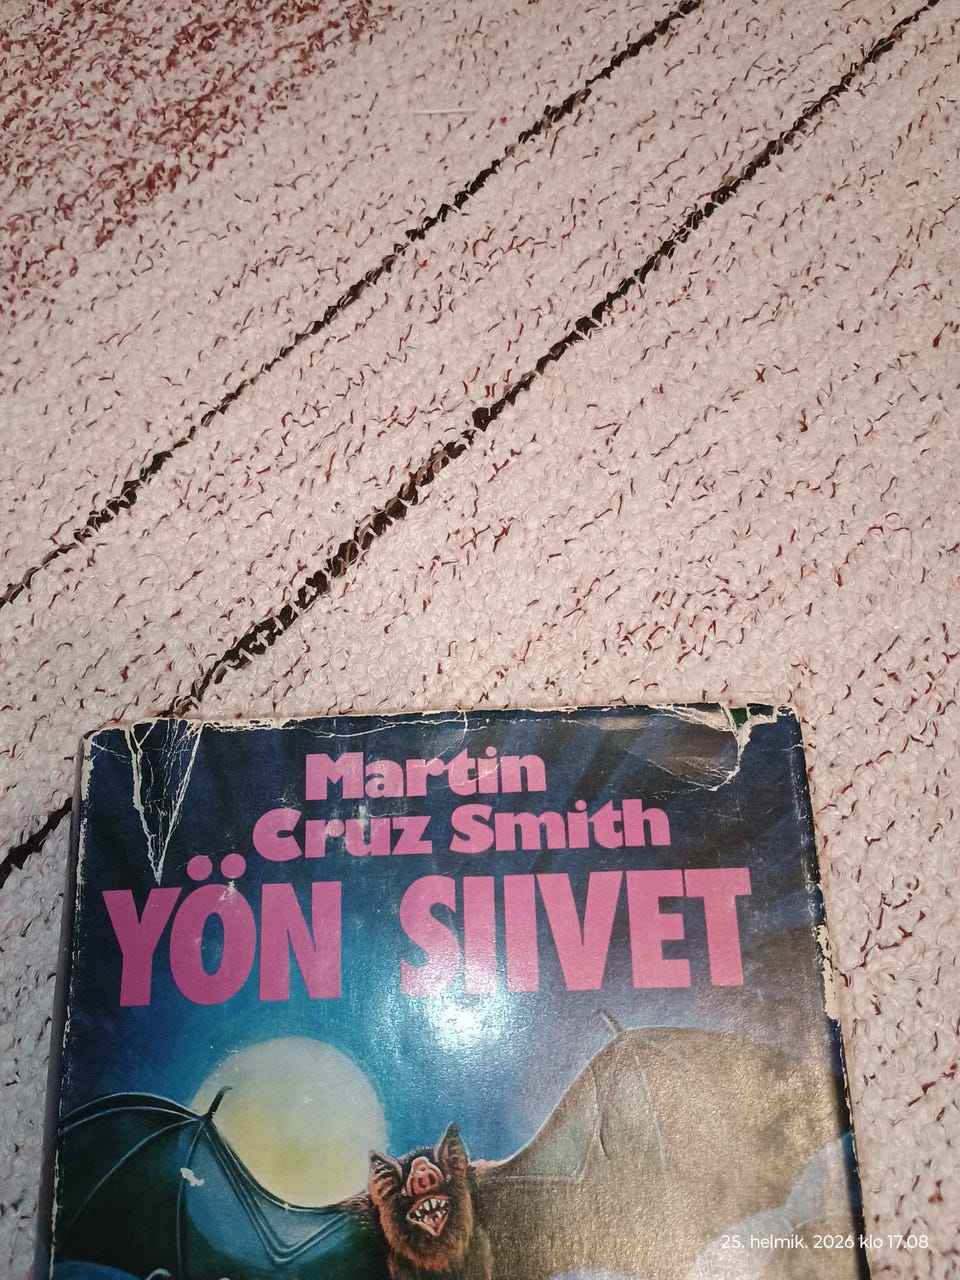 Martin
Cruz Smith
YÖN SIIVET
25. helmik. 2026 klo 17.08